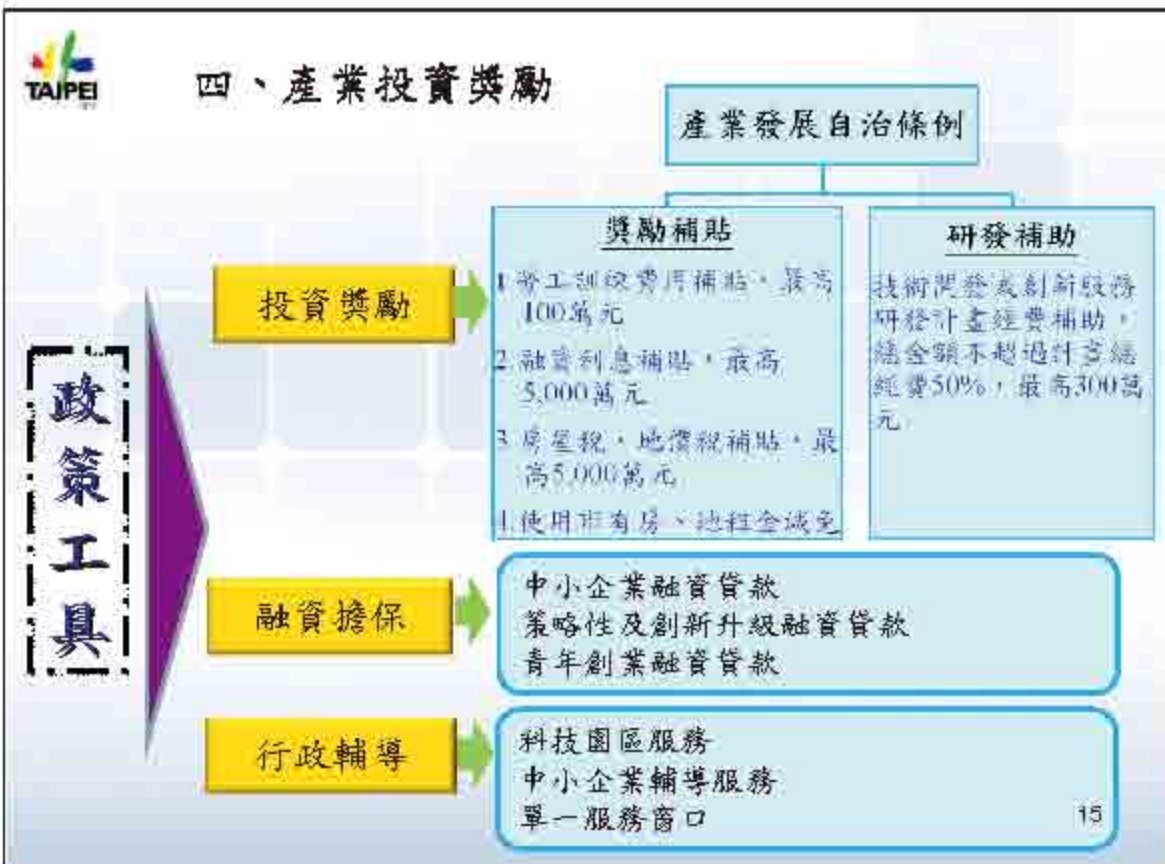 TAIPEI
四、產業投資獎勵
產業發展自治條例
政策工具
投資獎勵
獎勵補貼
1.勞工訓練費用補貼，最高
100萬元
2.融資利息補貼，最高
5,000萬元
3.房屋稅、地價稅補貼，最
高5,000萬元
4.使用市有房、地租金減免
研發補助
技術開發或創新服務
研發計畫經費補助，
總金額不超過計畫總
經費50%，最高300萬
元
融資擔保
中小企業融資貸款
策略性及創新升級融資貸款
青年創業融資貸款
行政輔導
科技園區服務
中小企業輔導服務
單一服務窗口
15